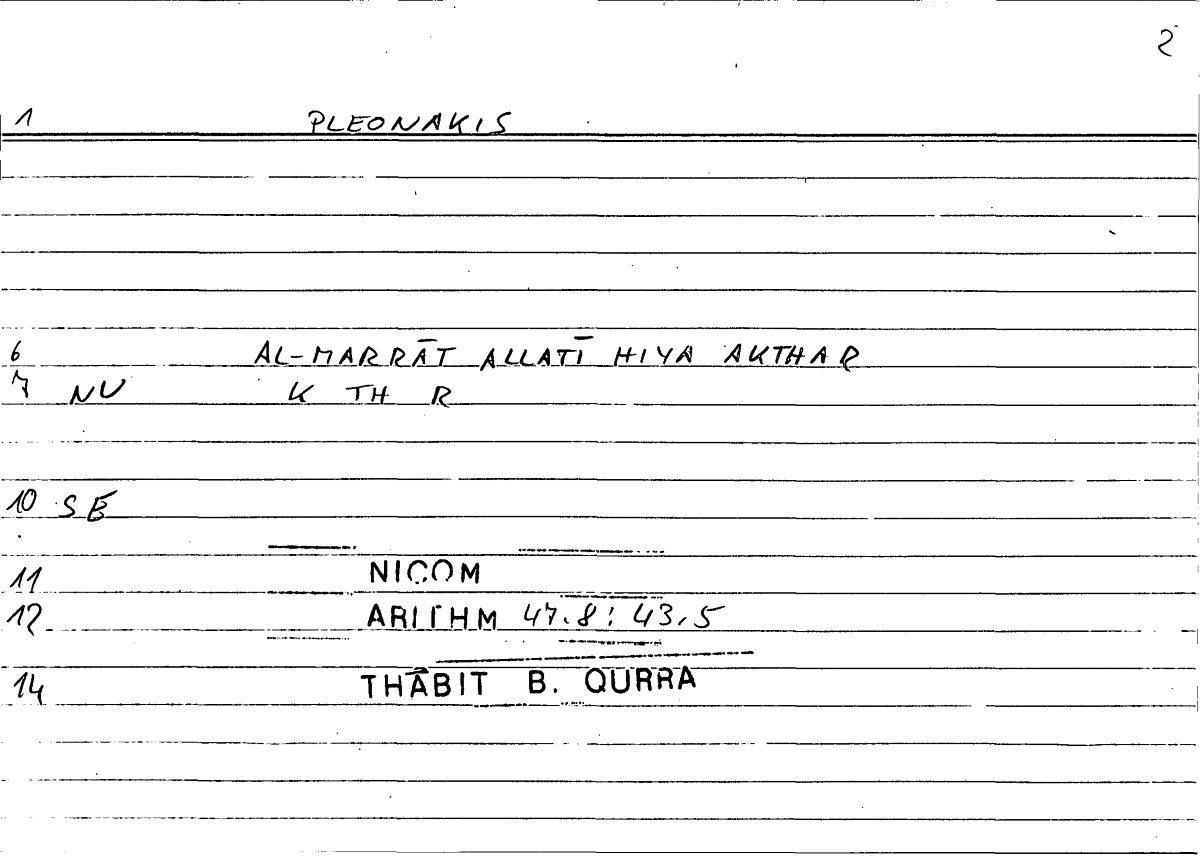 2
1 PLEONAKIS
6 AL-MARRĀT ALLATĪ HIYA AKTHAR
7 NU K TH R
10 SE
11 NICOM
12 ARITHM 47.8: 43.5
14 THĀBIT B. QURRA